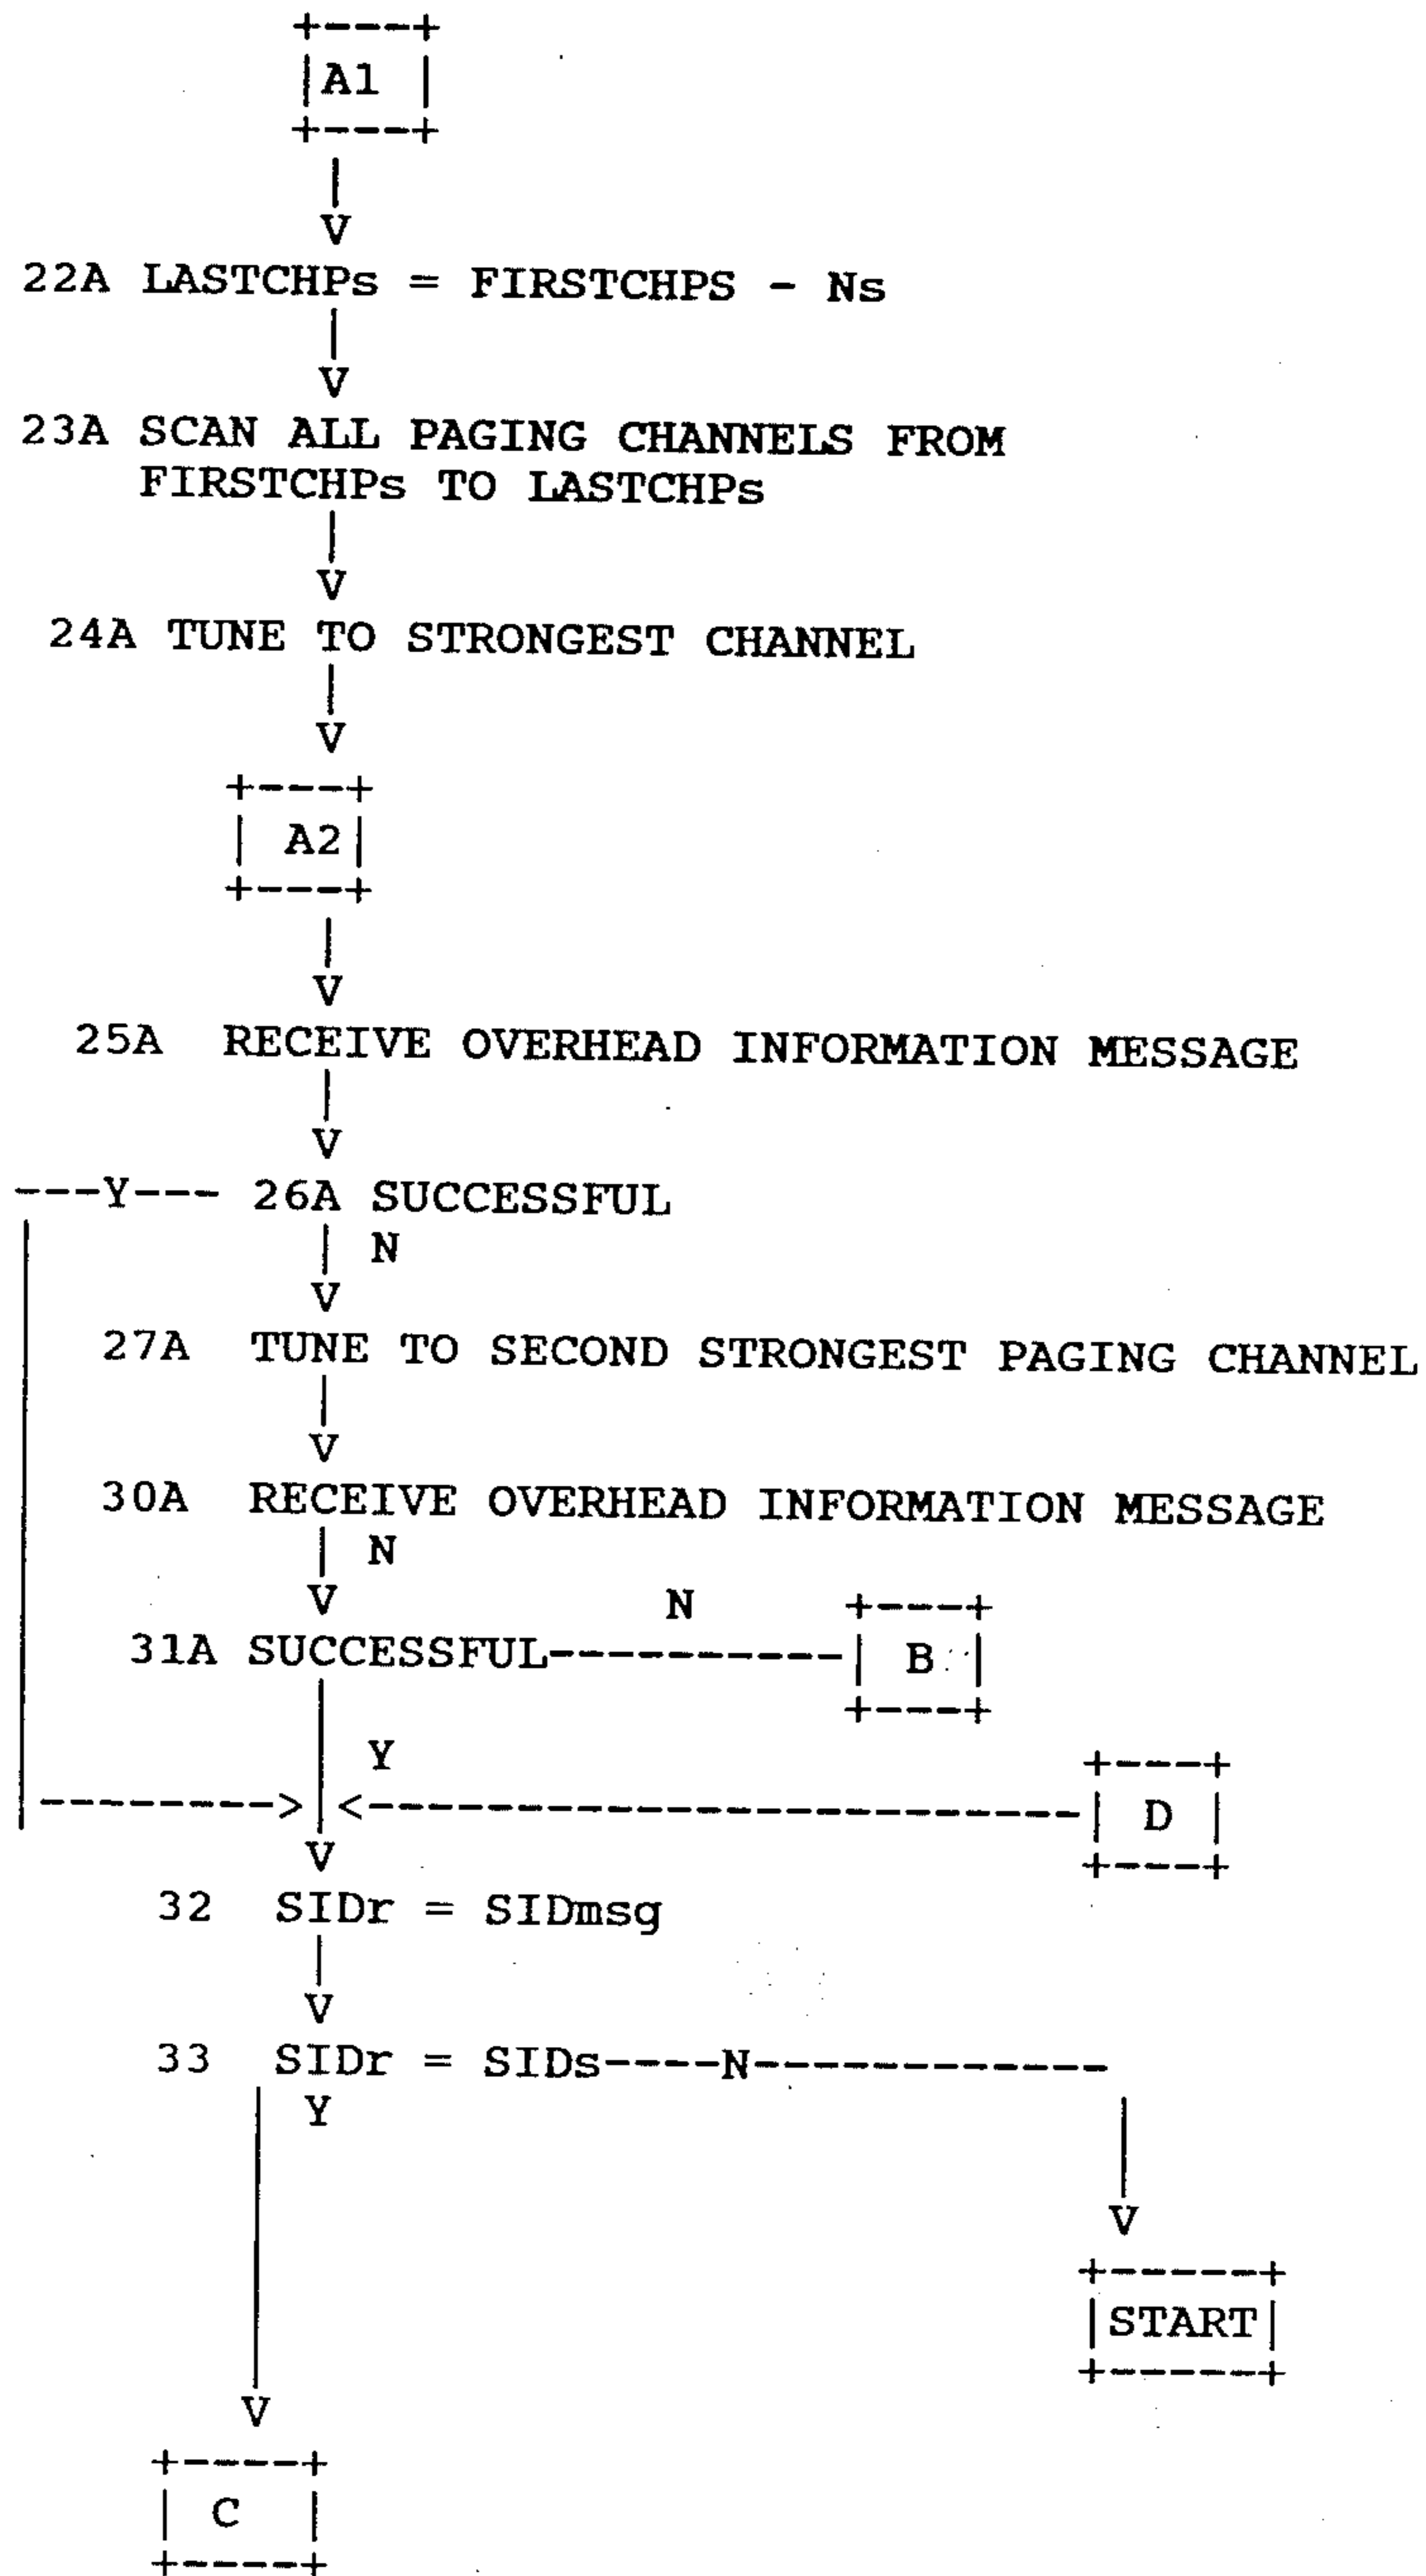 A1
22A LASTCHPs = FIRSTCHPS - Ns
23A SCAN ALL PAGING CHANNELS FROM
FIRSTCHPs TO LASTCHPs
24A TUNE TO STRONGEST CHANNEL
A2
25A RECEIVE OVERHEAD INFORMATION MESSAGE
---Y--- 26A SUCCESSFUL
N
27A TUNE TO SECOND STRONGEST PAGING CHANNEL
30A RECEIVE OVERHEAD INFORMATION MESSAGE
N
N
31A SUCCESSFUL----------- B
Y
D
32 SIDr = SIDmsg
33 SIDr = SIDs----N------------
Y
START
C